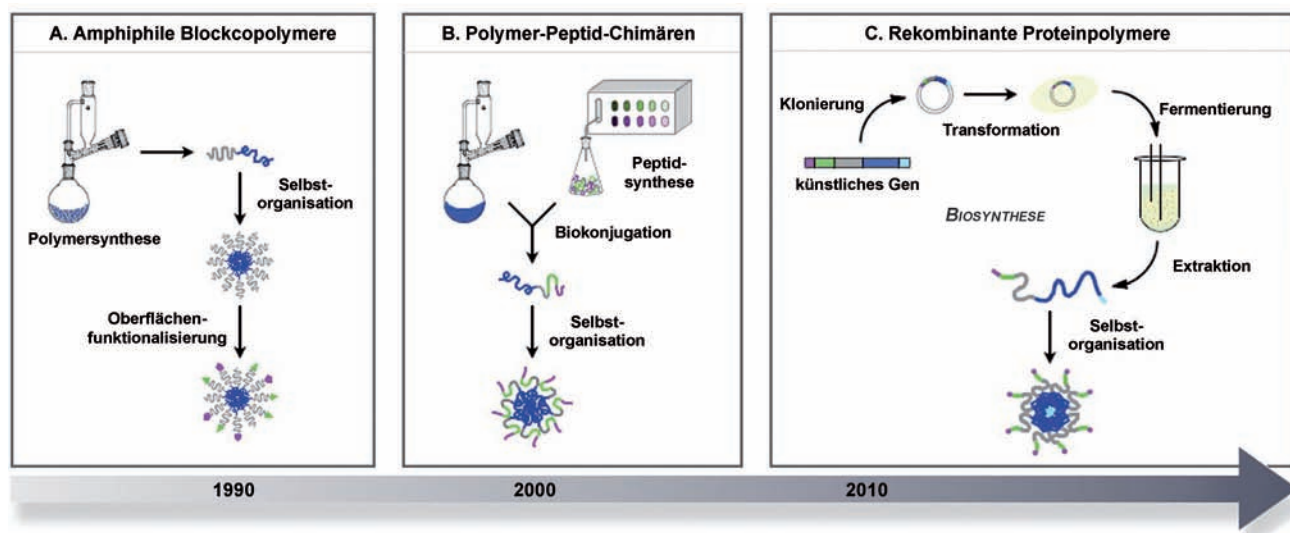 A. Amphiphile Blockcopolymere
Polymersynthese
Selbst-
organisation
Oberflächen-
funktionalisierung
B. Polymer-Peptid-Chimären
Peptid-
synthese
Biokonjugation
Selbst-
organisation
C. Rekombinante Proteinpolymere
Klonierung
Transformation
Fermentierung
künstliches Gen
BIOSYNTHESE
Extraktion
Selbst-
organisation
1990
2000
2010